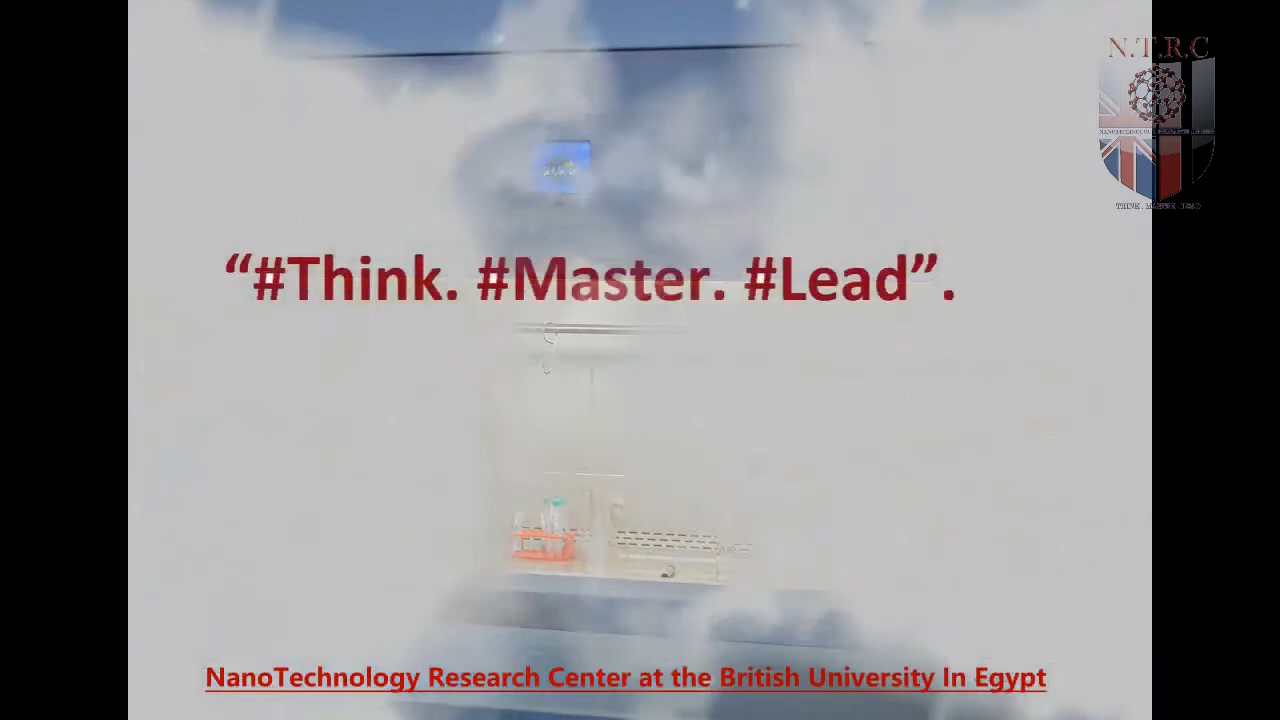 N.T.R.C
“#Think. #Master. #Lead”.
NanoTechnology Research Center at the British University In Egypt